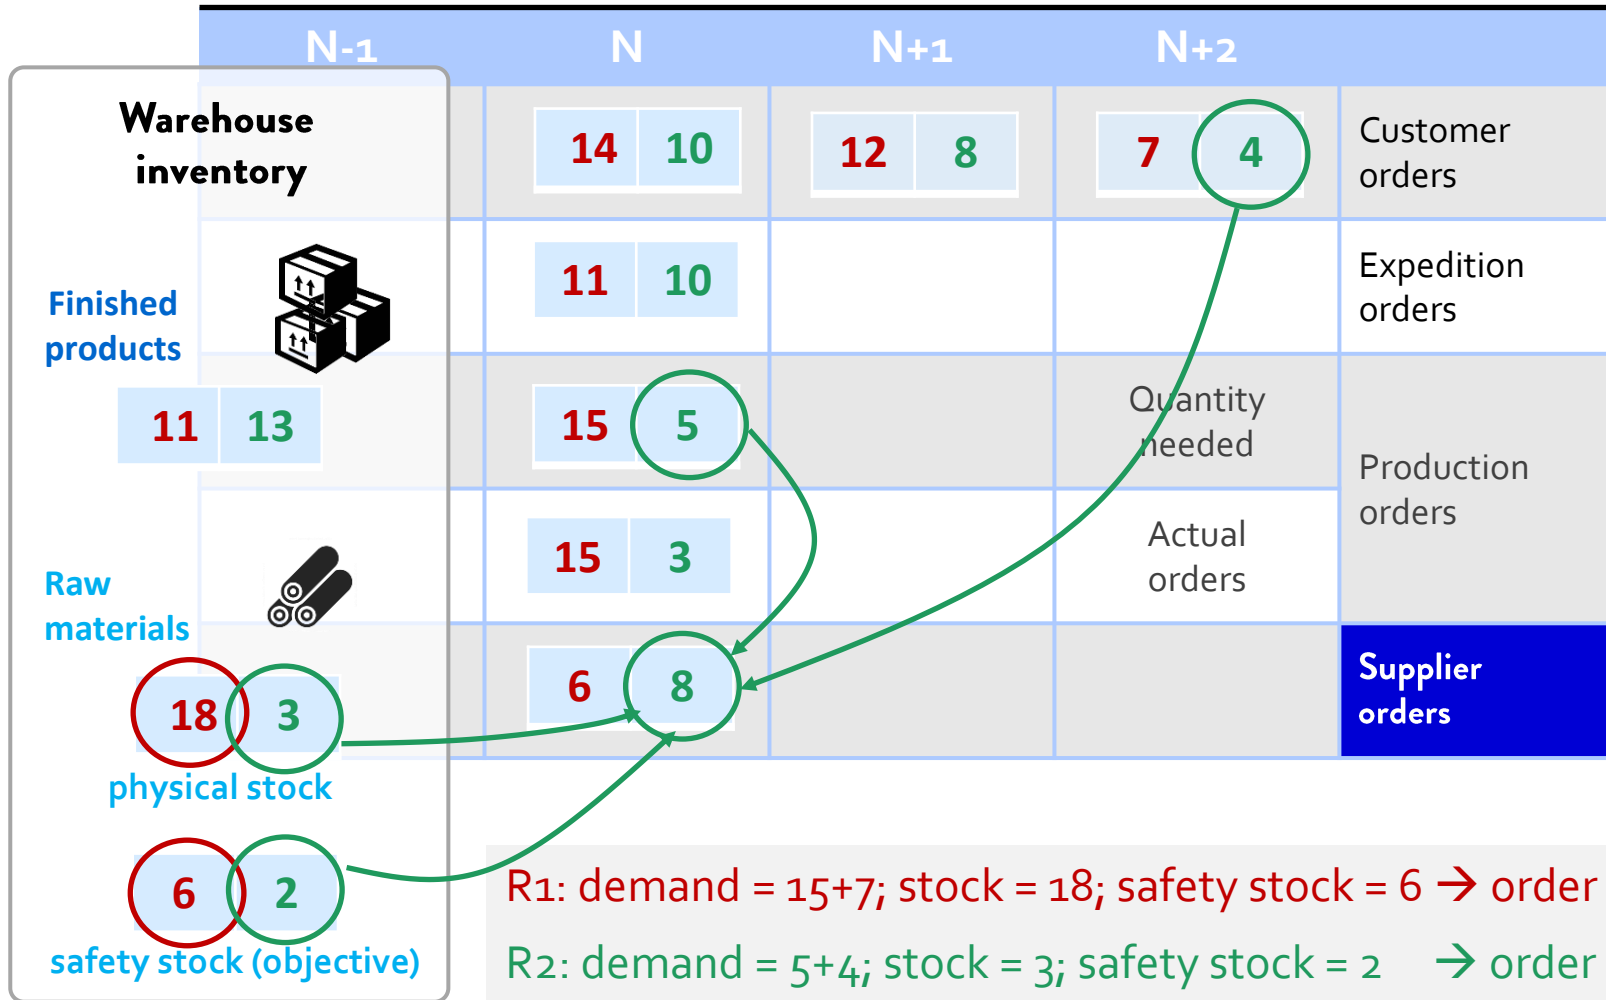 N-1 N N+1 N+2
Warehouse
inventory
14 10 12 8 7 4
Customer
orders
11 10
Expedition
orders
Finished
products
11 13
15 5
Quantity
needed
Production
orders
15 3
Actual
orders
Raw
materials
18 3
physical stock
6 8
Supplier
orders
6 2
safety stock (objective)
R1: demand = 15+7; stock = 18; safety stock = 6 → order
R2: demand = 5+4; stock = 3; safety stock = 2 → order